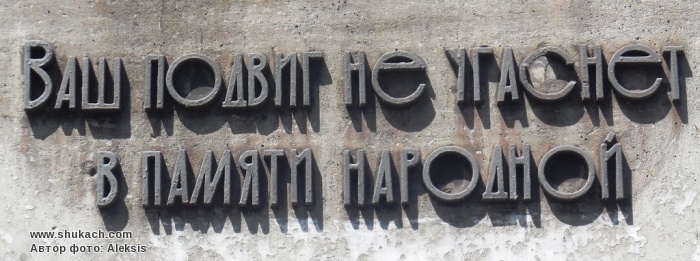 Ваш подвиг не угаснет
в памяти народной
www.shukach.com
Автор фото: Aleksis